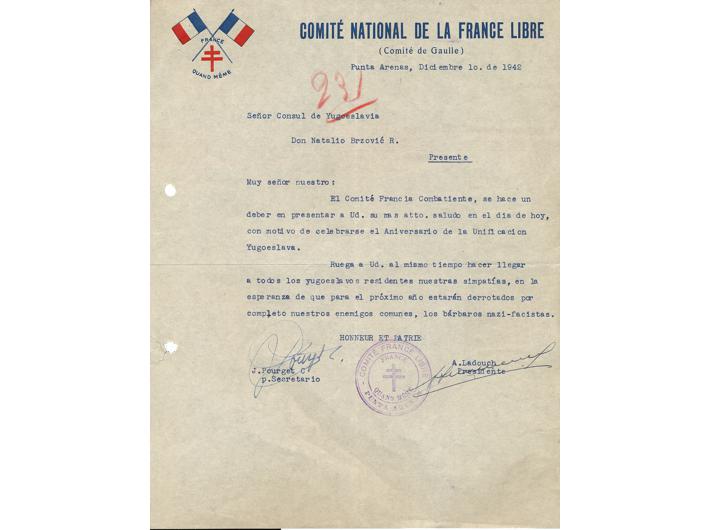 COMITÉ NATIONAL DE LA FRANCE LIBRE
(Comité de Gaulle)
FRANCE
QUAND MÊME
Punta Arenas, Diciembre 1o. de 1942
231
Señor Consul de Yugoeslavia
Don Natalio Brzović R.
Presente
Muy señor nuestro:
El Comité Francia Combatiente, se hace un
deber en presentar a Ud. su mas atto. saludo en el dia de hoy,
con motivo de celebrarse el Aniversario de la Unificacion
Yugoeslava.
Ruega a Ud. al mismo tiempo hacer llegar
a todos los yugoeslavos residentes nuestras simpatías, en la
esperanza de que para el próximo año estarán derrotados por
completo nuestros enemigos comunes, los bárbaros nazi-facistas.
HONNEUR ET PATRIE
J.Pourget C.
p.Secretario
COMITÉ FRANCE LIBRE
FRANCE
QUAND MÊME
PUNTA ARENAS
A.Ladouch
Presidente